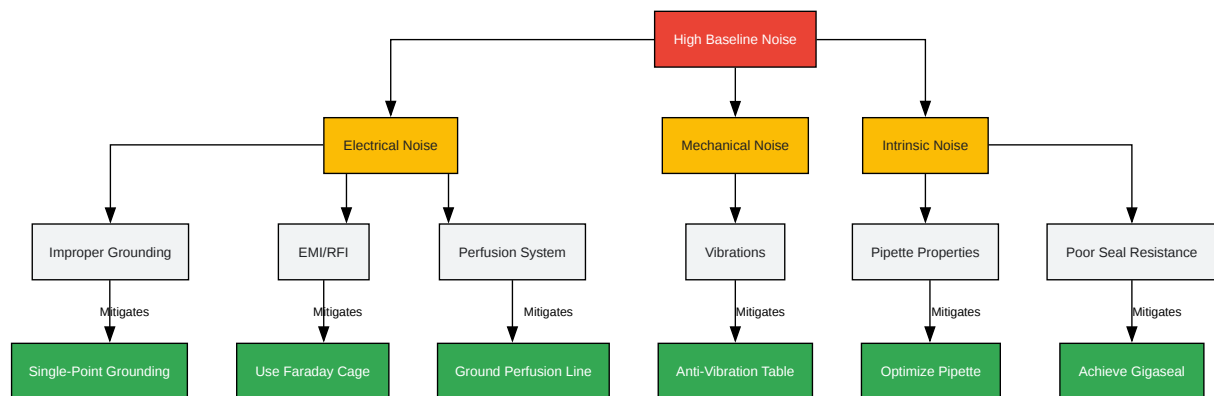 High Baseline Noise
Electrical Noise
Mechanical Noise
Intrinsic Noise
Improper Grounding
EMI/RFI
Perfusion System
Vibrations
Pipette Properties
Poor Seal Resistance
Mitigates
Mitigates
Mitigates
Mitigates
Mitigates
Mitigates
Single-Point Grounding
Use Faraday Cage
Ground Perfusion Line
Anti-Vibration Table
Optimize Pipette
Achieve Gigaseal